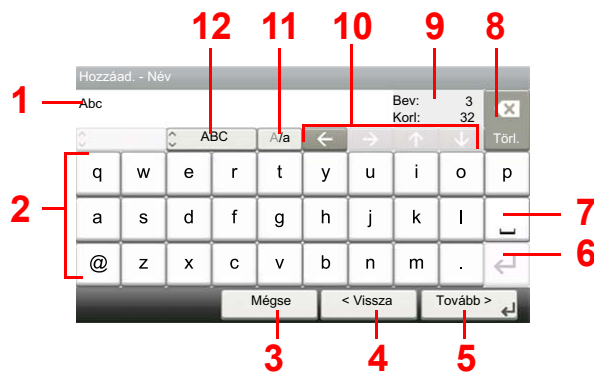 12 11 10 9 8
Hozzáad. - Név
1 Abc Bev: 3
Korl: 32
ABC A/a ← → ↑ ↓ Törl.
q w e r t y u i o p
2
a s d f g h j k l 7
@ z x c v b n m . 6
Mégse < Vissza Tovább >
3 4 5